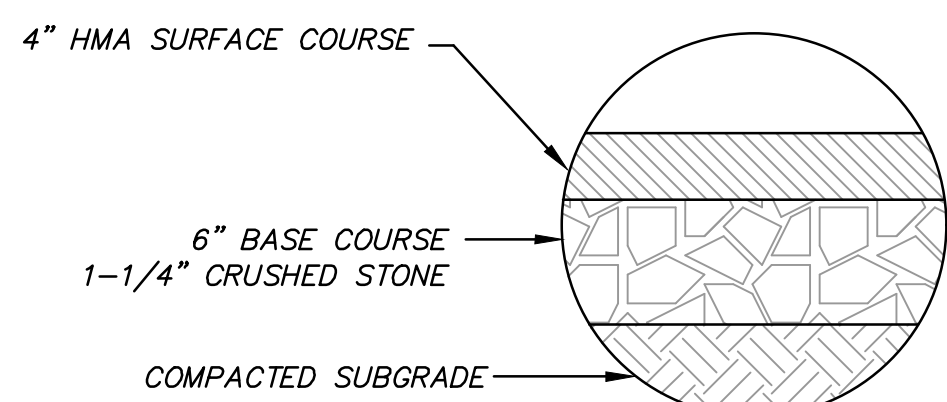 4” HMA SURFACE COURSE
6” BASE COURSE
1-1/4” CRUSHED STONE
COMPACTED SUBGRADE